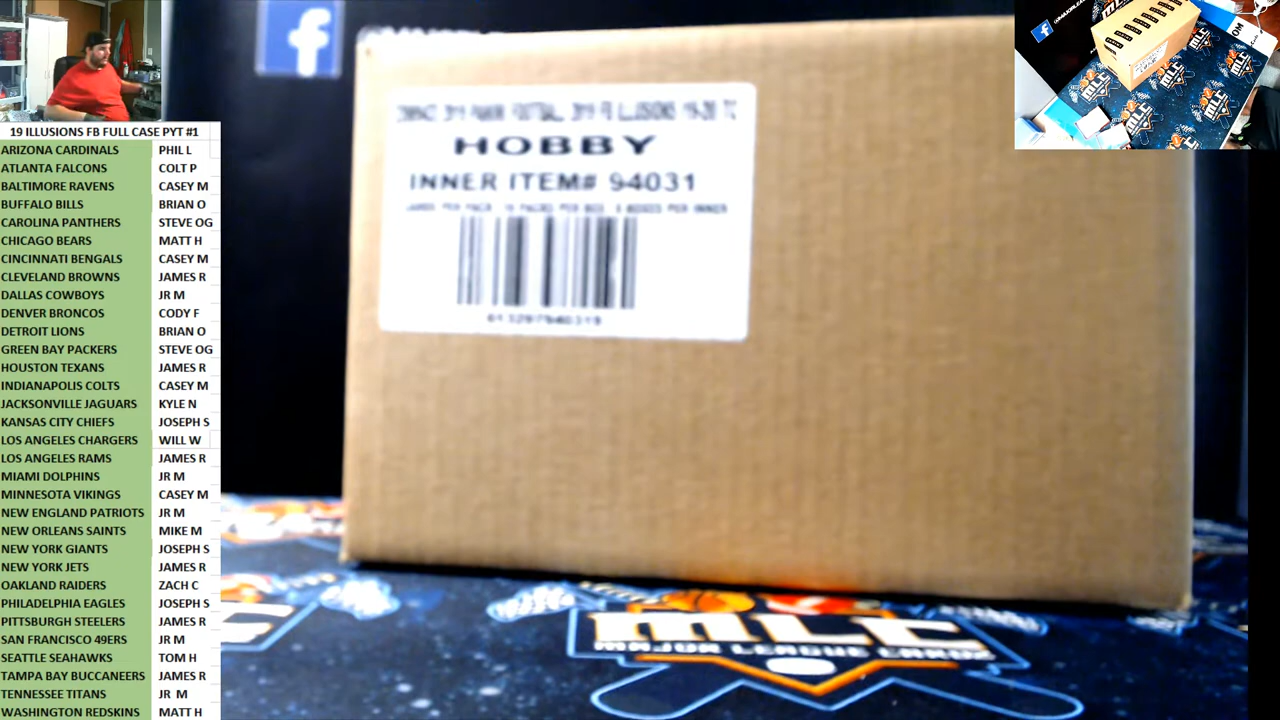 19 ILLUSIONS FB FULL CASE PYT #1
ARIZONA CARDINALS PHIL L
ATLANTA FALCONS COLT P
BALTIMORE RAVENS CASEY M
BUFFALO BILLS BRIAN O
CAROLINA PANTHERS STEVE OG
CHICAGO BEARS MATT H
CINCINNATI BENGALS CASEY M
CLEVELAND BROWNS JAMES R
DALLAS COWBOYS JR M
DENVER BRONCOS CODY F
DETROIT LIONS BRIAN O
GREEN BAY PACKERS STEVE OG
HOUSTON TEXANS JAMES R
INDIANAPOLIS COLTS CASEY M
JACKSONVILLE JAGUARS KYLE N
KANSAS CITY CHIEFS JOSEPH S
LOS ANGELES CHARGERS WILL W
LOS ANGELES RAMS JAMES R
MIAMI DOLPHINS JR M
MINNESOTA VIKINGS CASEY M
NEW ENGLAND PATRIOTS JR M
NEW ORLEANS SAINTS MIKE M
NEW YORK GIANTS JOSEPH S
NEW YORK JETS JAMES R
OAKLAND RAIDERS ZACH C
PHILADELPHIA EAGLES JOSEPH S
PITTSBURGH STEELERS JAMES R
SAN FRANCISCO 49ERS JR M
SEATTLE SEAHAWKS TOM H
TAMPA BAY BUCCANEERS JAMES R
TENNESSEE TITANS JR M
WASHINGTON REDSKINS MATT H
f
HOBBY
INNER ITEM# 94031
MLC
MAJOR LEAGUE CARDZ